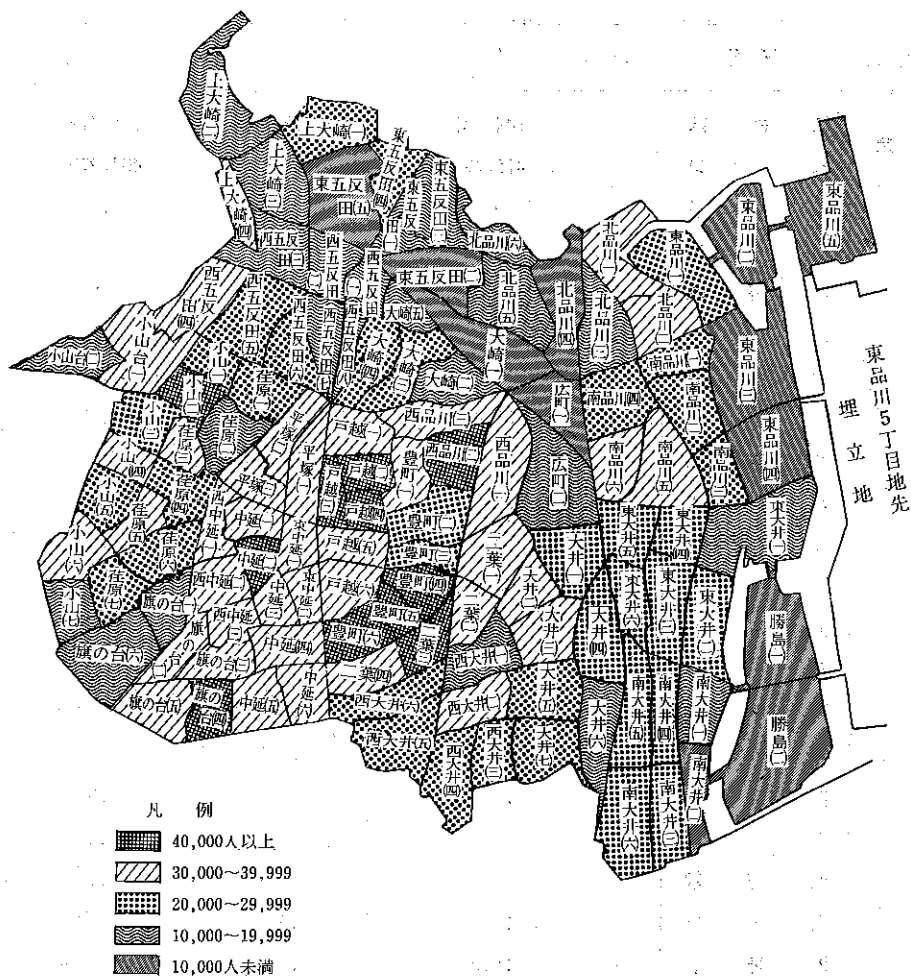 上大崎(二)
上大崎(一)
上大崎(三)
上大崎(四)
東五反田(五)
東五反田(四)
東五反田(一)
東五反田(三)
西五反田(三)
西五反田(二)
西五反田(一)
東五反田(二)
北品川(六)
北品川(五)
北品川(四)
北品川(三)
北品川(一)
北品川(二)
東品川(一)
東品川(二)
東品川(五)
東品川(三)
東品川(四)
東品川5丁目地先
埋立地
西五反田(四)
西五反田(五)
西五反田(六)
西五反田(七)
西五反田(八)
大崎(五)
大崎(四)
大崎(三)
大崎(二)
大崎(一)
小山台(二)
小山台(一)
小山(一)
小山(二)
小山(三)
小山(四)
小山(五)
小山(六)
小山(七)
荏原(一)
荏原(二)
荏原(三)
荏原(四)
荏原(五)
荏原(六)
荏原(七)
平塚(二)
平塚(一)
平塚(三)
戸越(一)
戸越(二)
戸越(三)
戸越(四)
戸越(五)
戸越(六)
西品川(三)
西品川(二)
西品川(一)
広町(一)
広町(二)
南品川(一)
南品川(二)
南品川(三)
南品川(四)
南品川(五)
南品川(六)
豊町(一)
豊町(二)
豊町(三)
豊町(四)
豊町(五)
豊町(六)
西中延(一)
西中延(二)
西中延(三)
中延(一)
中延(三)
中延(四)
中延(五)
中延(六)
東中延(一)
東中延(二)
旗の台(一)
旗の台(二)
旗の台(三)
旗の台(四)
旗の台(五)
旗の台(六)
二葉(一)
二葉(二)
二葉(三)
二葉(四)
大井(一)
大井(二)
大井(三)
大井(四)
大井(五)
大井(六)
大井(七)
西大井(一)
西大井(二)
西大井(三)
西大井(四)
西大井(五)
西大井(六)
東大井(一)
東大井(二)
東大井(三)
東大井(四)
東大井(五)
東大井(六)
南大井(一)
南大井(二)
南大井(三)
南大井(四)
南大井(五)
南大井(六)
勝島(一)
勝島(二)
凡 例
40,000人以上
30,000〜39,999
20,000〜29,999
10,000〜19,999
10,000人未満